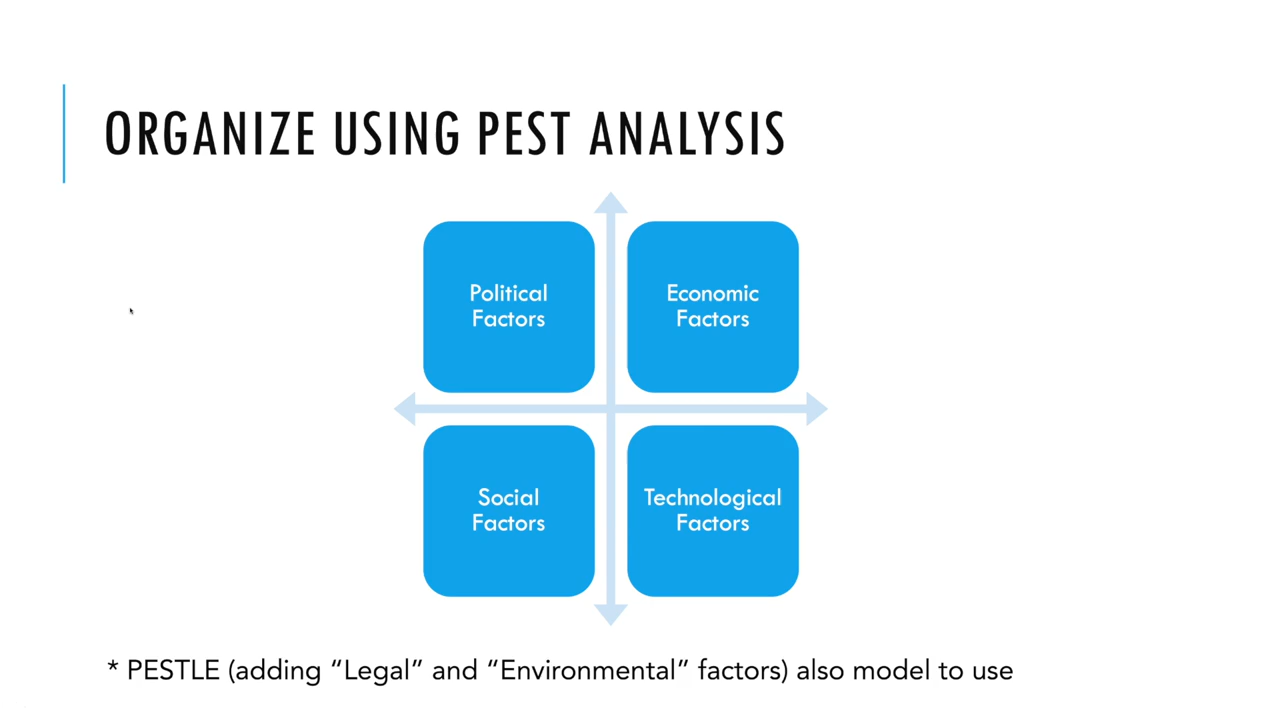 ORGANIZE USING PEST ANALYSIS
Political
Factors
Economic
Factors
Social
Factors
Technological
Factors
* PESTLE (adding “Legal” and “Environmental” factors) also model to use